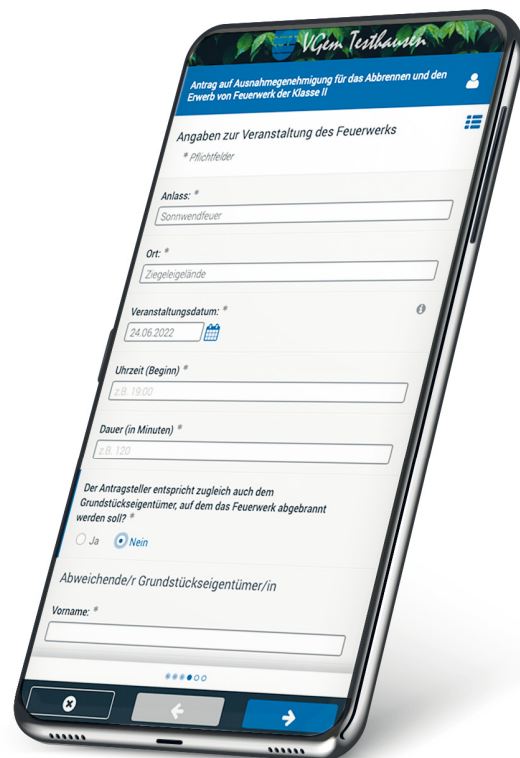 VGem Testhausen
Antrag auf Ausnahmegenehmigung für das Abbrennen und den
Erwerb von Feuerwerk der Klasse II
Angaben zur Veranstaltung des Feuerwerks
* Pflichtfelder
Anlass: *
Sonnwendfeuer
Ort: *
Ziegeleigelände
Veranstaltungsdatum: *
24.06.2022
Uhrzeit (Beginn) *
z.B. 19:00
Dauer (in Minuten) *
z.B. 120
Der Antragsteller entspricht zugleich auch dem
Grundstückseigentümer, auf dem das Feuerwerk abgebrannt
werden soll? *
Ja Nein
Abweichende/r Grundstückseigentümer/in
Vorname: *